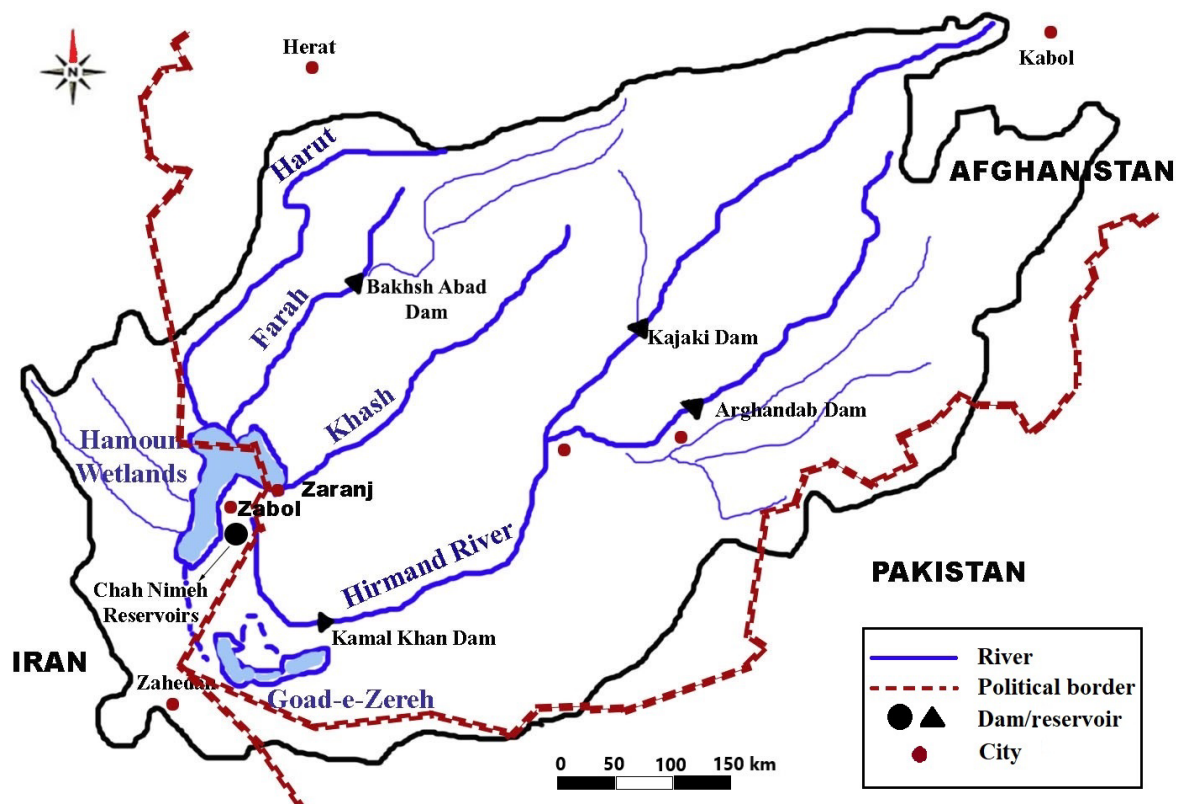 N
Herat
Kabol
Harut
AFGHANISTAN
Bakhsh Abad
Dam
Farah
Kajaki Dam
Khash
Arghandab Dam
Hamoun
Wetlands
Zaranj
Zabol
Hirmand River
Chah Nimeh
Reservoirs
PAKISTAN
Kamal Khan Dam
IRAN
Zahedan
Goad-e-Zereh
River
Political border
Dam/reservoir
City
0 50 100 150 km